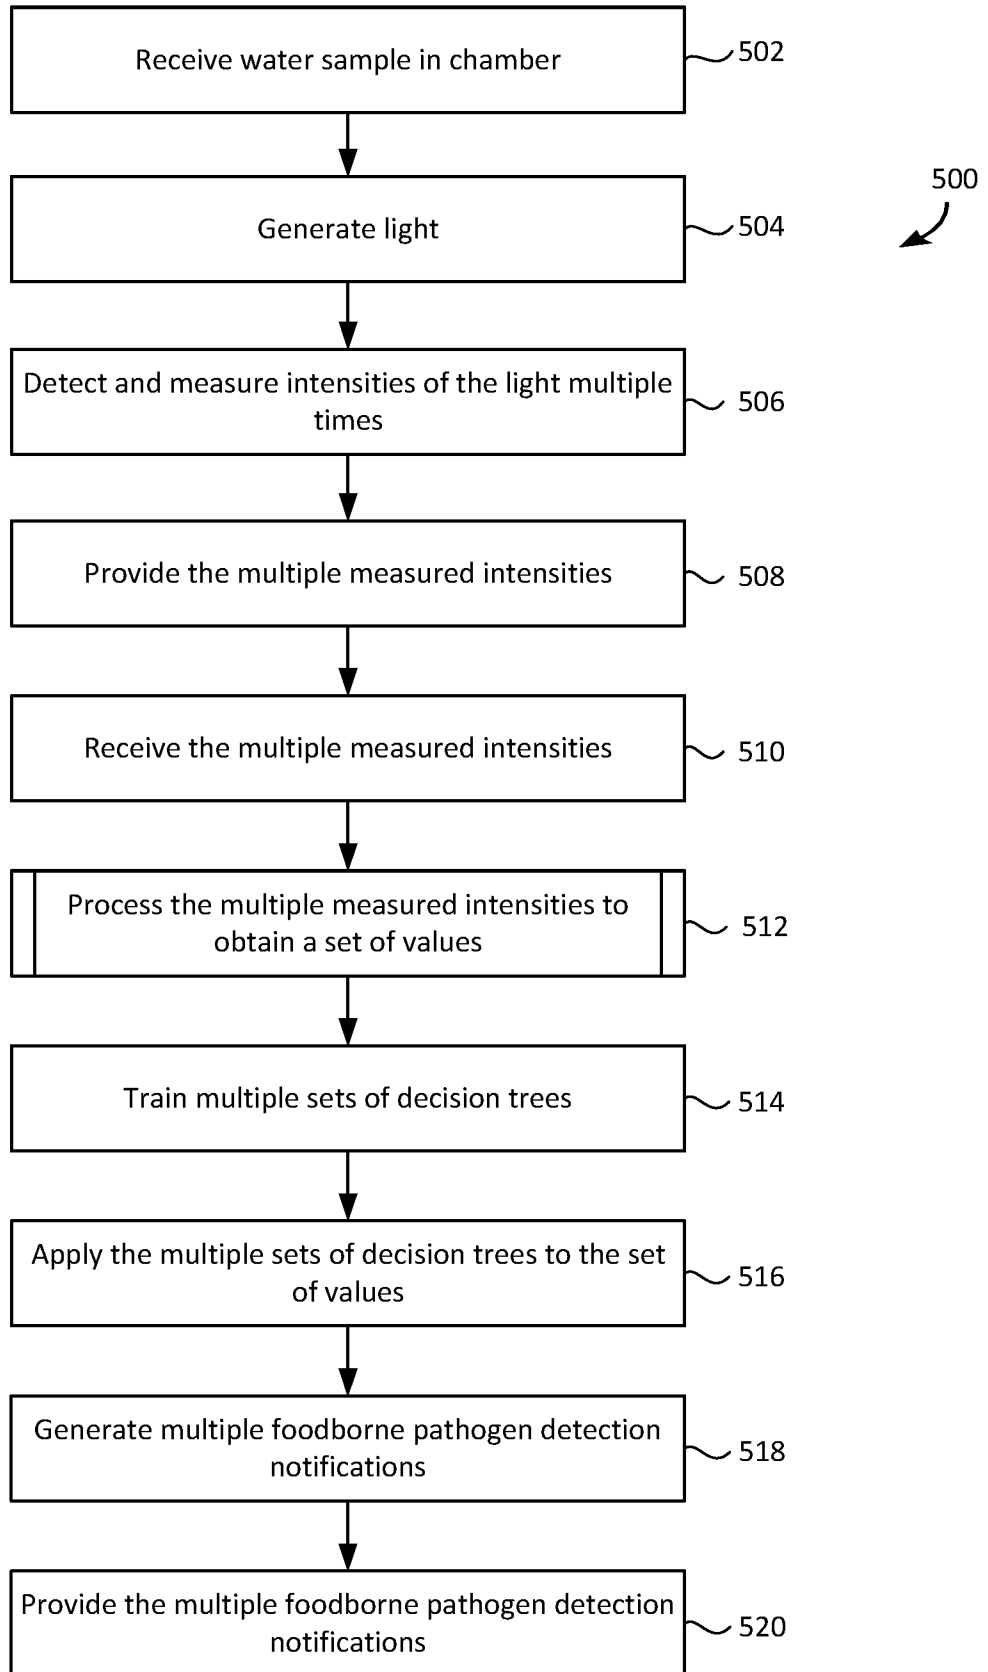 Receive water sample in chamber
502
500
Generate light
504
Detect and measure intensities of the light multiple
times
506
Provide the multiple measured intensities
508
Receive the multiple measured intensities
510
Process the multiple measured intensities to
obtain a set of values
512
Train multiple sets of decision trees
514
Apply the multiple sets of decision trees to the set
of values
516
Generate multiple foodborne pathogen detection
notifications
518
Provide the multiple foodborne pathogen detection
notifications
520